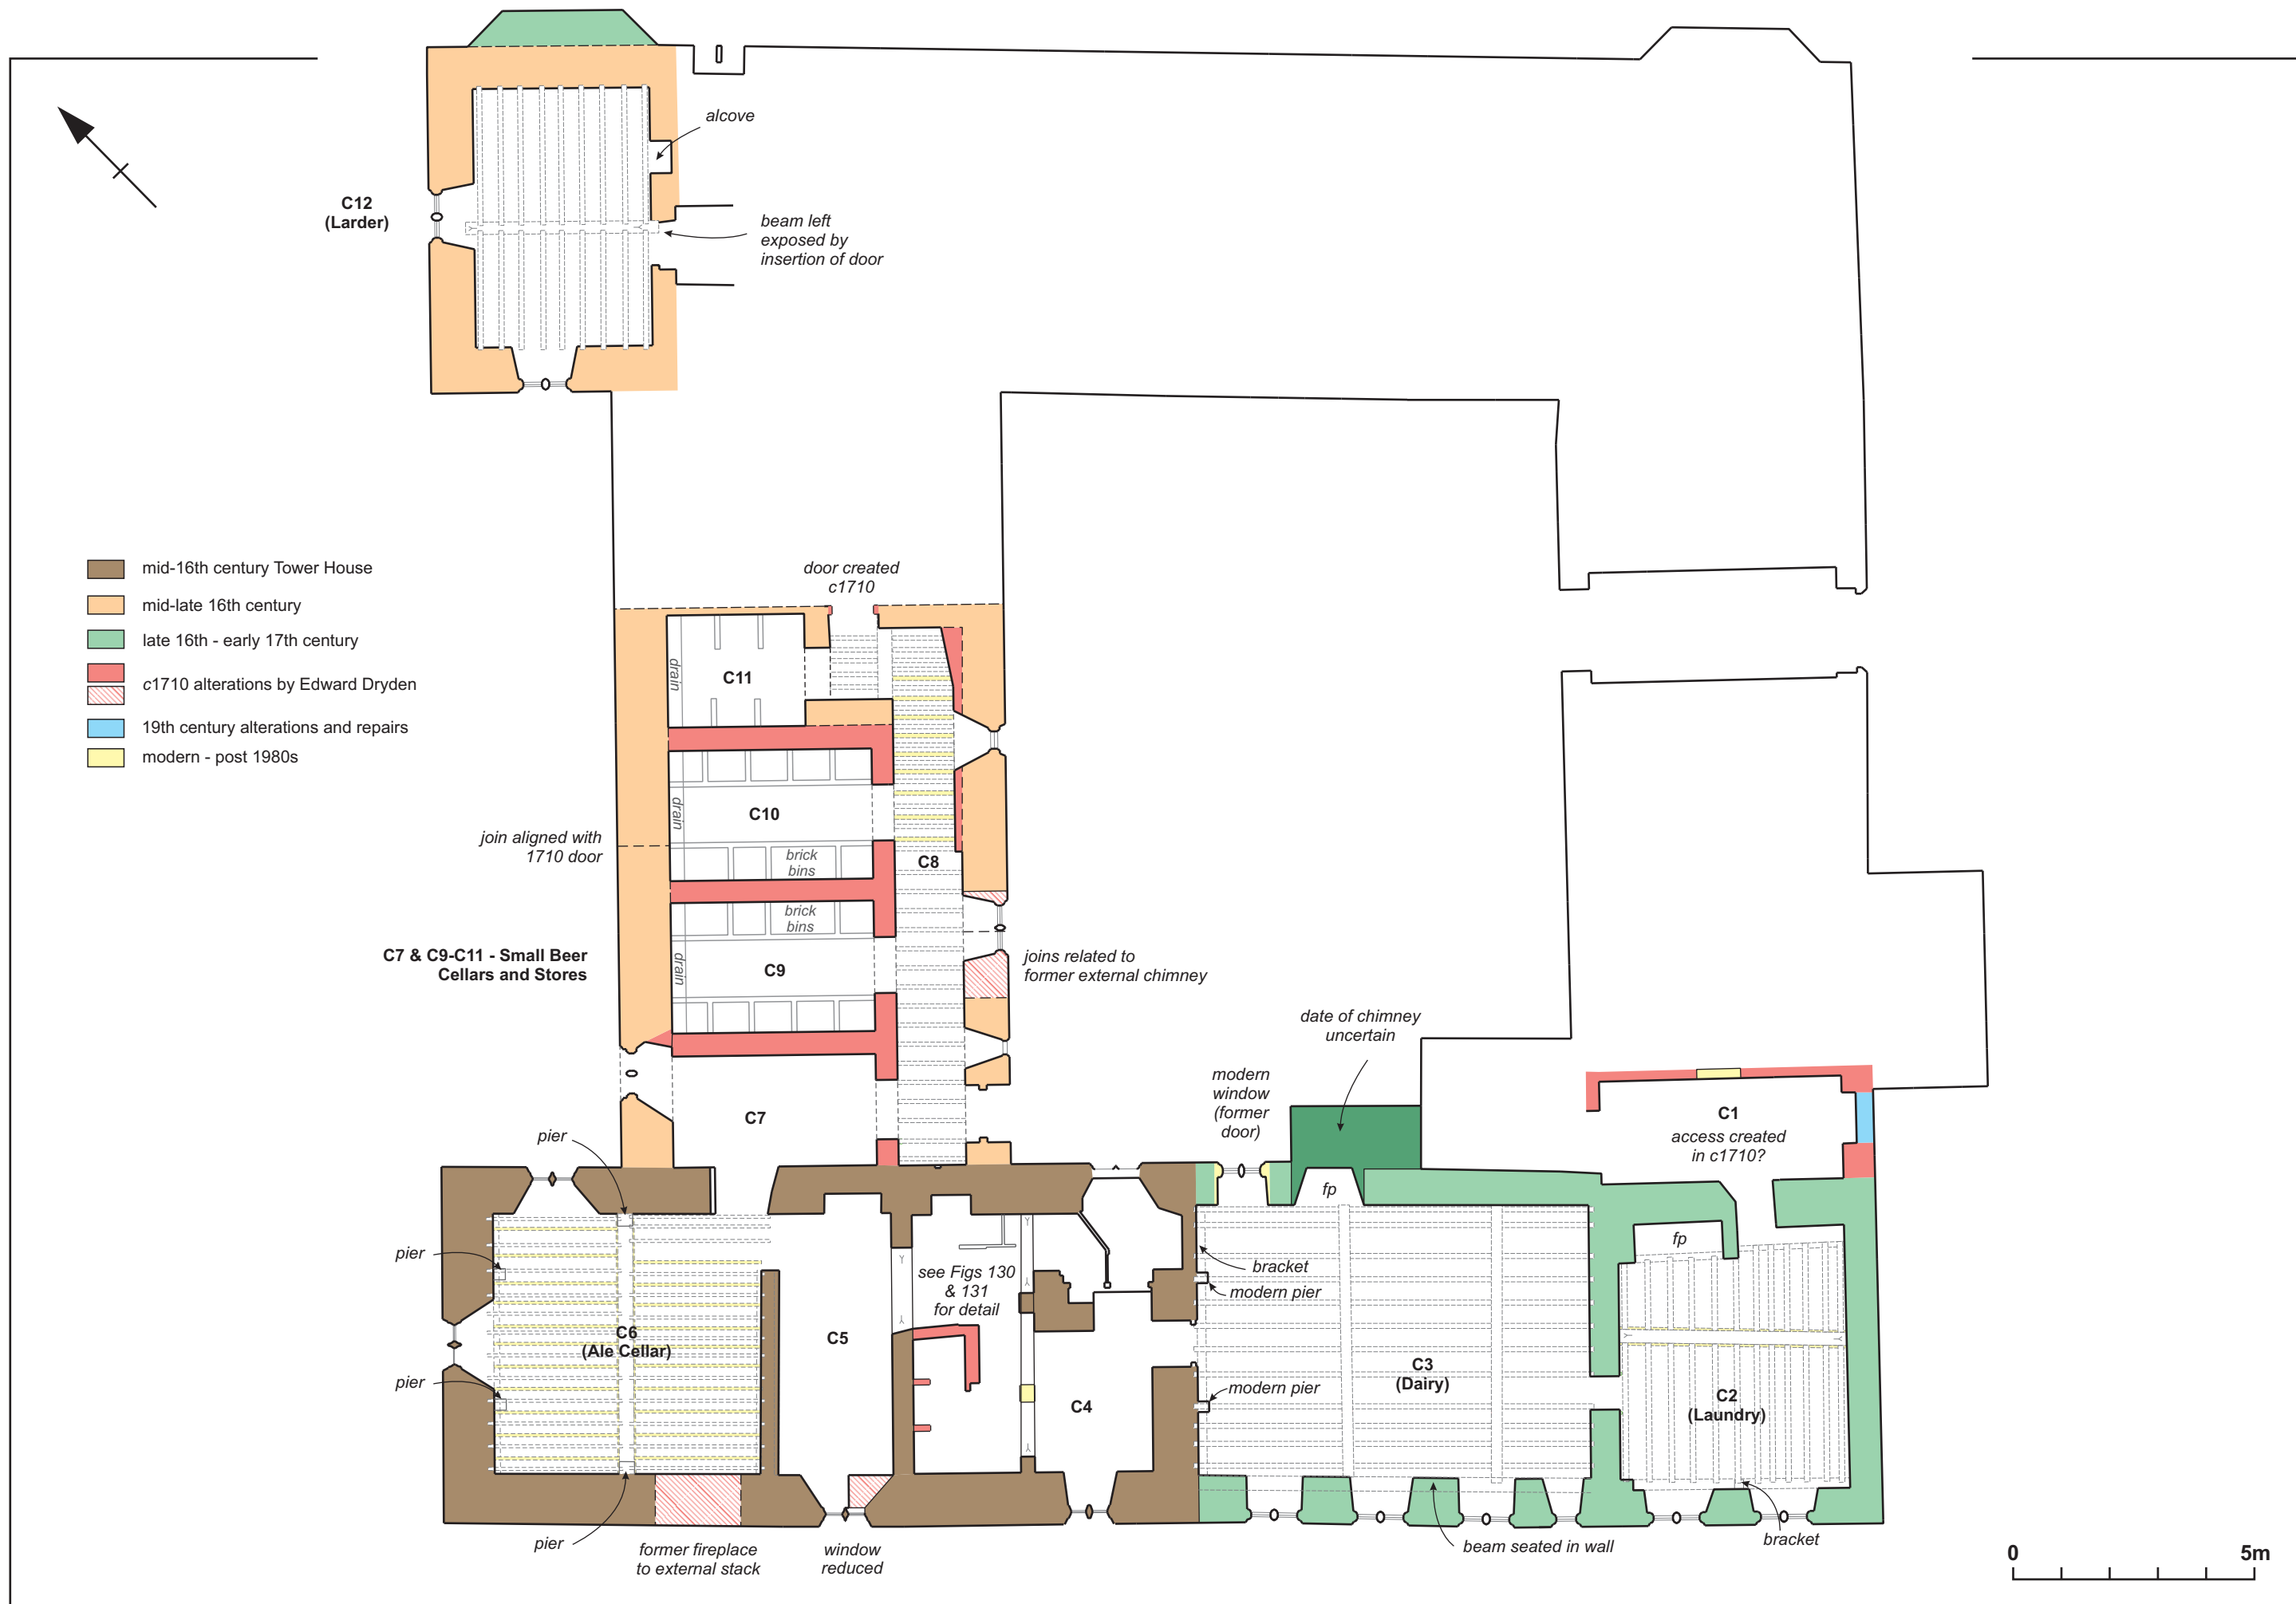 alcove
C12
(Larder)
beam left
exposed by
insertion of door
mid-16th century Tower House
mid-late 16th century
late 16th - early 17th century
c1710 alterations by Edward Dryden
19th century alterations and repairs
modern - post 1980s
door created
c1710
drain
C11
drain
C10
join aligned with
1710 door
brick
bins
C8
brick
bins
C7 & C9-C11 - Small Beer
Cellars and Stores
drain
C9
joins related to
former external chimney
date of chimney
uncertain
modern
window
(former
door)
C7
C1
access created
in c1710?
pier
fp
fp
pier
bracket
modern pier
see Figs 130
& 131
for detail
C6
(Ale Cellar)
C5
C3
(Dairy)
pier
modern pier
C4
C2
(Laundry)
pier
former fireplace
to external stack
window
reduced
beam seated in wall
bracket
0
5m